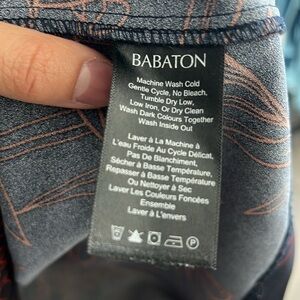 BABATON
Machine Wash Cold
Gentle Cycle, No Bleach,
Tumble Dry Low,
Low Iron, Or Dry Clean
Wash Dark Colours Together
Wash Inside Out
Laver À La Machine À
L'eau Froide Au Cycle Délicat,
Pas De Blanchiment,
Sécher à Basse Température,
Repasser à Basse Température
Ou Nettoyer à Sec
Laver Les Couleurs Foncées
Ensemble
Laver À L'envers
P